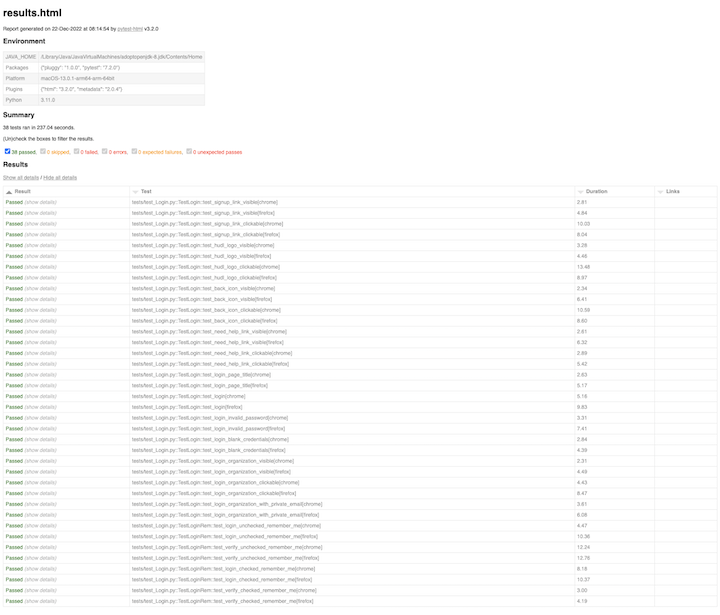 results.html
Report generated on 22-Dec-2022 at 08:14:54 by pytest-html v3.2.0
Environment
JAVA_HOME /Library/Java/JavaVirtualMachines/adoptopenjdk-8.jdk/Contents/Home
Packages {"pluggy": "1.0.0", "pytest": "7.2.0"}
Platform macOS-13.0.1-arm64-arm-64bit
Plugins {"html": "3.2.0", "metadata": "2.0.4"}
Python 3.11.0
Summary
38 tests ran in 237.04 seconds.
(Un)check the boxes to filter the results.
38 passed, 0 skipped, 0 failed, 0 errors, 0 expected failures, 0 unexpected passes
Results
Show all details / Hide all details
Result Test Duration Links
Passed (show details) tests/test_Login.py::TestLogin::test_signup_link_visible[chrome] 2.81
Passed (show details) tests/test_Login.py::TestLogin::test_signup_link_visible[firefox] 4.84
Passed (show details) tests/test_Login.py::TestLogin::test_signup_link_clickable[chrome] 10.03
Passed (show details) tests/test_Login.py::TestLogin::test_signup_link_clickable[firefox] 8.04
Passed (show details) tests/test_Login.py::TestLogin::test_hudl_logo_visible[chrome] 3.28
Passed (show details) tests/test_Login.py::TestLogin::test_hudl_logo_visible[firefox] 4.48
Passed (show details) tests/test_Login.py::TestLogin::test_hudl_logo_clickable[chrome] 13.48
Passed (show details) tests/test_Login.py::TestLogin::test_hudl_logo_clickable[firefox] 8.97
Passed (show details) tests/test_Login.py::TestLogin::test_back_icon_visible[chrome] 2.34
Passed (show details) tests/test_Login.py::TestLogin::test_back_icon_visible[firefox] 6.41
Passed (show details) tests/test_Login.py::TestLogin::test_back_icon_clickable[chrome] 10.59
Passed (show details) tests/test_Login.py::TestLogin::test_back_icon_clickable[firefox] 8.60
Passed (show details) tests/test_Login.py::TestLogin::test_need_help_link_visible[chrome] 2.61
Passed (show details) tests/test_Login.py::TestLogin::test_need_help_link_visible[firefox] 6.32
Passed (show details) tests/test_Login.py::TestLogin::test_need_help_link_clickable[chrome] 2.89
Passed (show details) tests/test_Login.py::TestLogin::test_need_help_link_clickable[firefox] 5.42
Passed (show details) tests/test_Login.py::TestLogin::test_login_page_title[chrome] 2.63
Passed (show details) tests/test_Login.py::TestLogin::test_login_page_title[firefox] 5.17
Passed (show details) tests/test_Login.py::TestLogin::test_login[chrome] 5.16
Passed (show details) tests/test_Login.py::TestLogin::test_login[firefox] 9.83
Passed (show details) tests/test_Login.py::TestLogin::test_login_invalid_password[chrome] 3.31
Passed (show details) tests/test_Login.py::TestLogin::test_login_invalid_password[firefox] 7.41
Passed (show details) tests/test_Login.py::TestLogin::test_login_blank_credentials[chrome] 2.84
Passed (show details) tests/test_Login.py::TestLogin::test_login_blank_credentials[firefox] 4.39
Passed (show details) tests/test_Login.py::TestLogin::test_login_organization_visible[chrome] 2.31
Passed (show details) tests/test_Login.py::TestLogin::test_login_organization_visible[firefox] 4.49
Passed (show details) tests/test_Login.py::TestLogin::test_login_organization_clickable[chrome] 4.43
Passed (show details) tests/test_Login.py::TestLogin::test_login_organization_clickable[firefox] 8.47
Passed (show details) tests/test_Login.py::TestLogin::test_login_organization_with_private_email[chrome] 3.61
Passed (show details) tests/test_Login.py::TestLogin::test_login_organization_with_private_email[firefox] 6.08
Passed (show details) tests/test_Login.py::TestLoginRem::test_login_unchecked_remember_me[chrome] 4.47
Passed (show details) tests/test_Login.py::TestLoginRem::test_login_unchecked_remember_me[firefox] 10.38
Passed (show details) tests/test_Login.py::TestLoginRem::test_verify_unchecked_remember_me[chrome] 12.24
Passed (show details) tests/test_Login.py::TestLoginRem::test_verify_unchecked_remember_me[firefox] 12.76
Passed (show details) tests/test_Login.py::TestLoginRem::test_login_checked_remember_me[chrome] 8.18
Passed (show details) tests/test_Login.py::TestLoginRem::test_login_checked_remember_me[firefox] 10.37
Passed (show details) tests/test_Login.py::TestLoginRem::test_verify_checked_remember_me[chrome] 3.00
Passed (show details) tests/test_Login.py::TestLoginRem::test_verify_checked_remember_me[firefox] 4.19